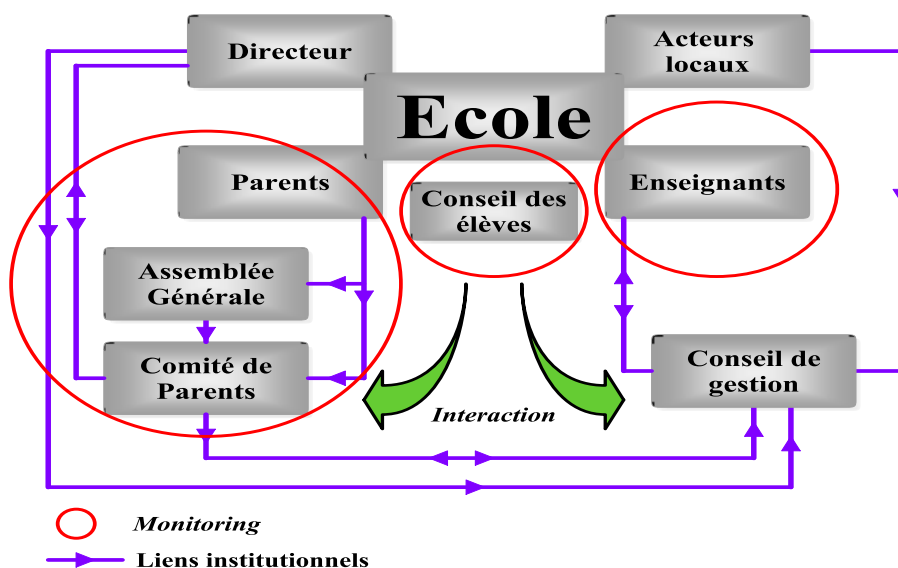 Directeur
Acteurs
locaux
Ecole
Parents
Conseil des
élèves
Enseignants
Assemblée
Générale
Comité de
Parents
Conseil de
gestion
Interaction
Monitoring
Liens institutionnels